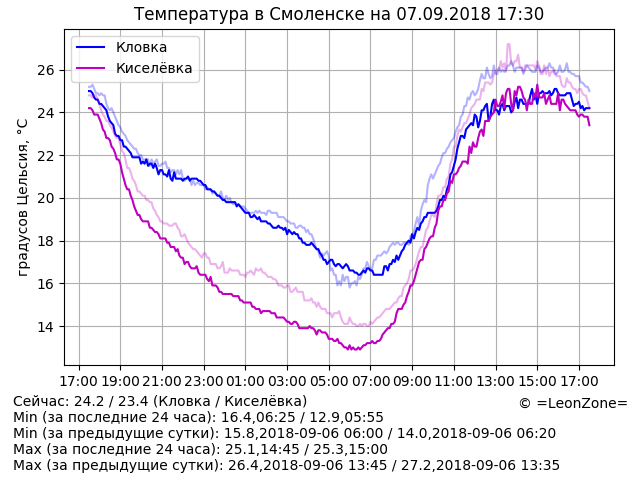 Температура в Смоленске на 07.09.2018 17:30
Кловка
Киселёвка
градусов Цельсия, °C
26
24
22
20
18
16
14
17:00 19:00 21:00 23:00 01:00 03:00 05:00 07:00 09:00 11:00 13:00 15:00 17:00
Сейчас: 24.2 / 23.4 (Кловка / Киселёвка)
© =LeonZone=
Min (за последние 24 часа): 16.4,06:25 / 12.9,05:55
Min (за предыдущие сутки): 15.8,2018-09-06 06:00 / 14.0,2018-09-06 06:20
Max (за последние 24 часа): 25.1,14:45 / 25.3,15:00
Max (за предыдущие сутки): 26.4,2018-09-06 13:45 / 27.2,2018-09-06 13:35